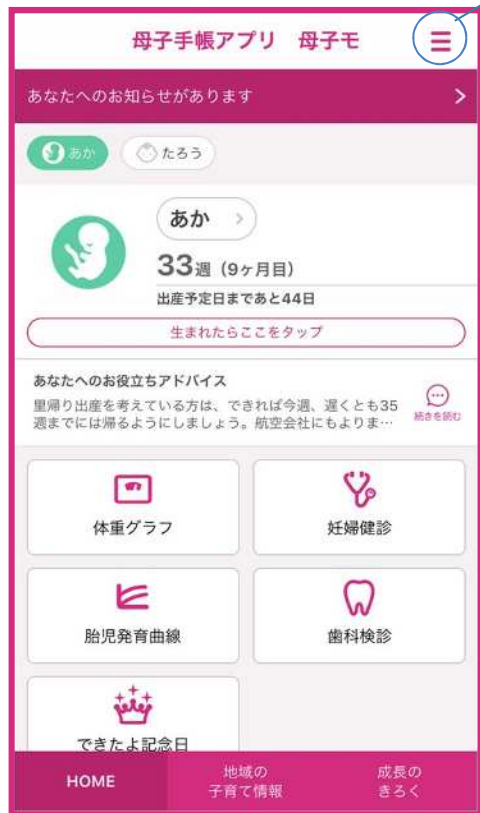 母子手帳アプリ　母子モ
あなたへのお知らせがあります
あか
たろう
あか
33週（9ヶ月目）
出産予定日まであと44日
生まれたらここをタップ
あなたへのお役立ちアドバイス
里帰り出産を考えている方は、できれば今週、遅くとも35
週までには帰るようにしましょう。航空会社にもよりま…
続きを読む
体重グラフ
妊婦健診
胎児発育曲線
歯科検診
できたよ記念日
HOME
地域の
子育て情報
成長の
きろく